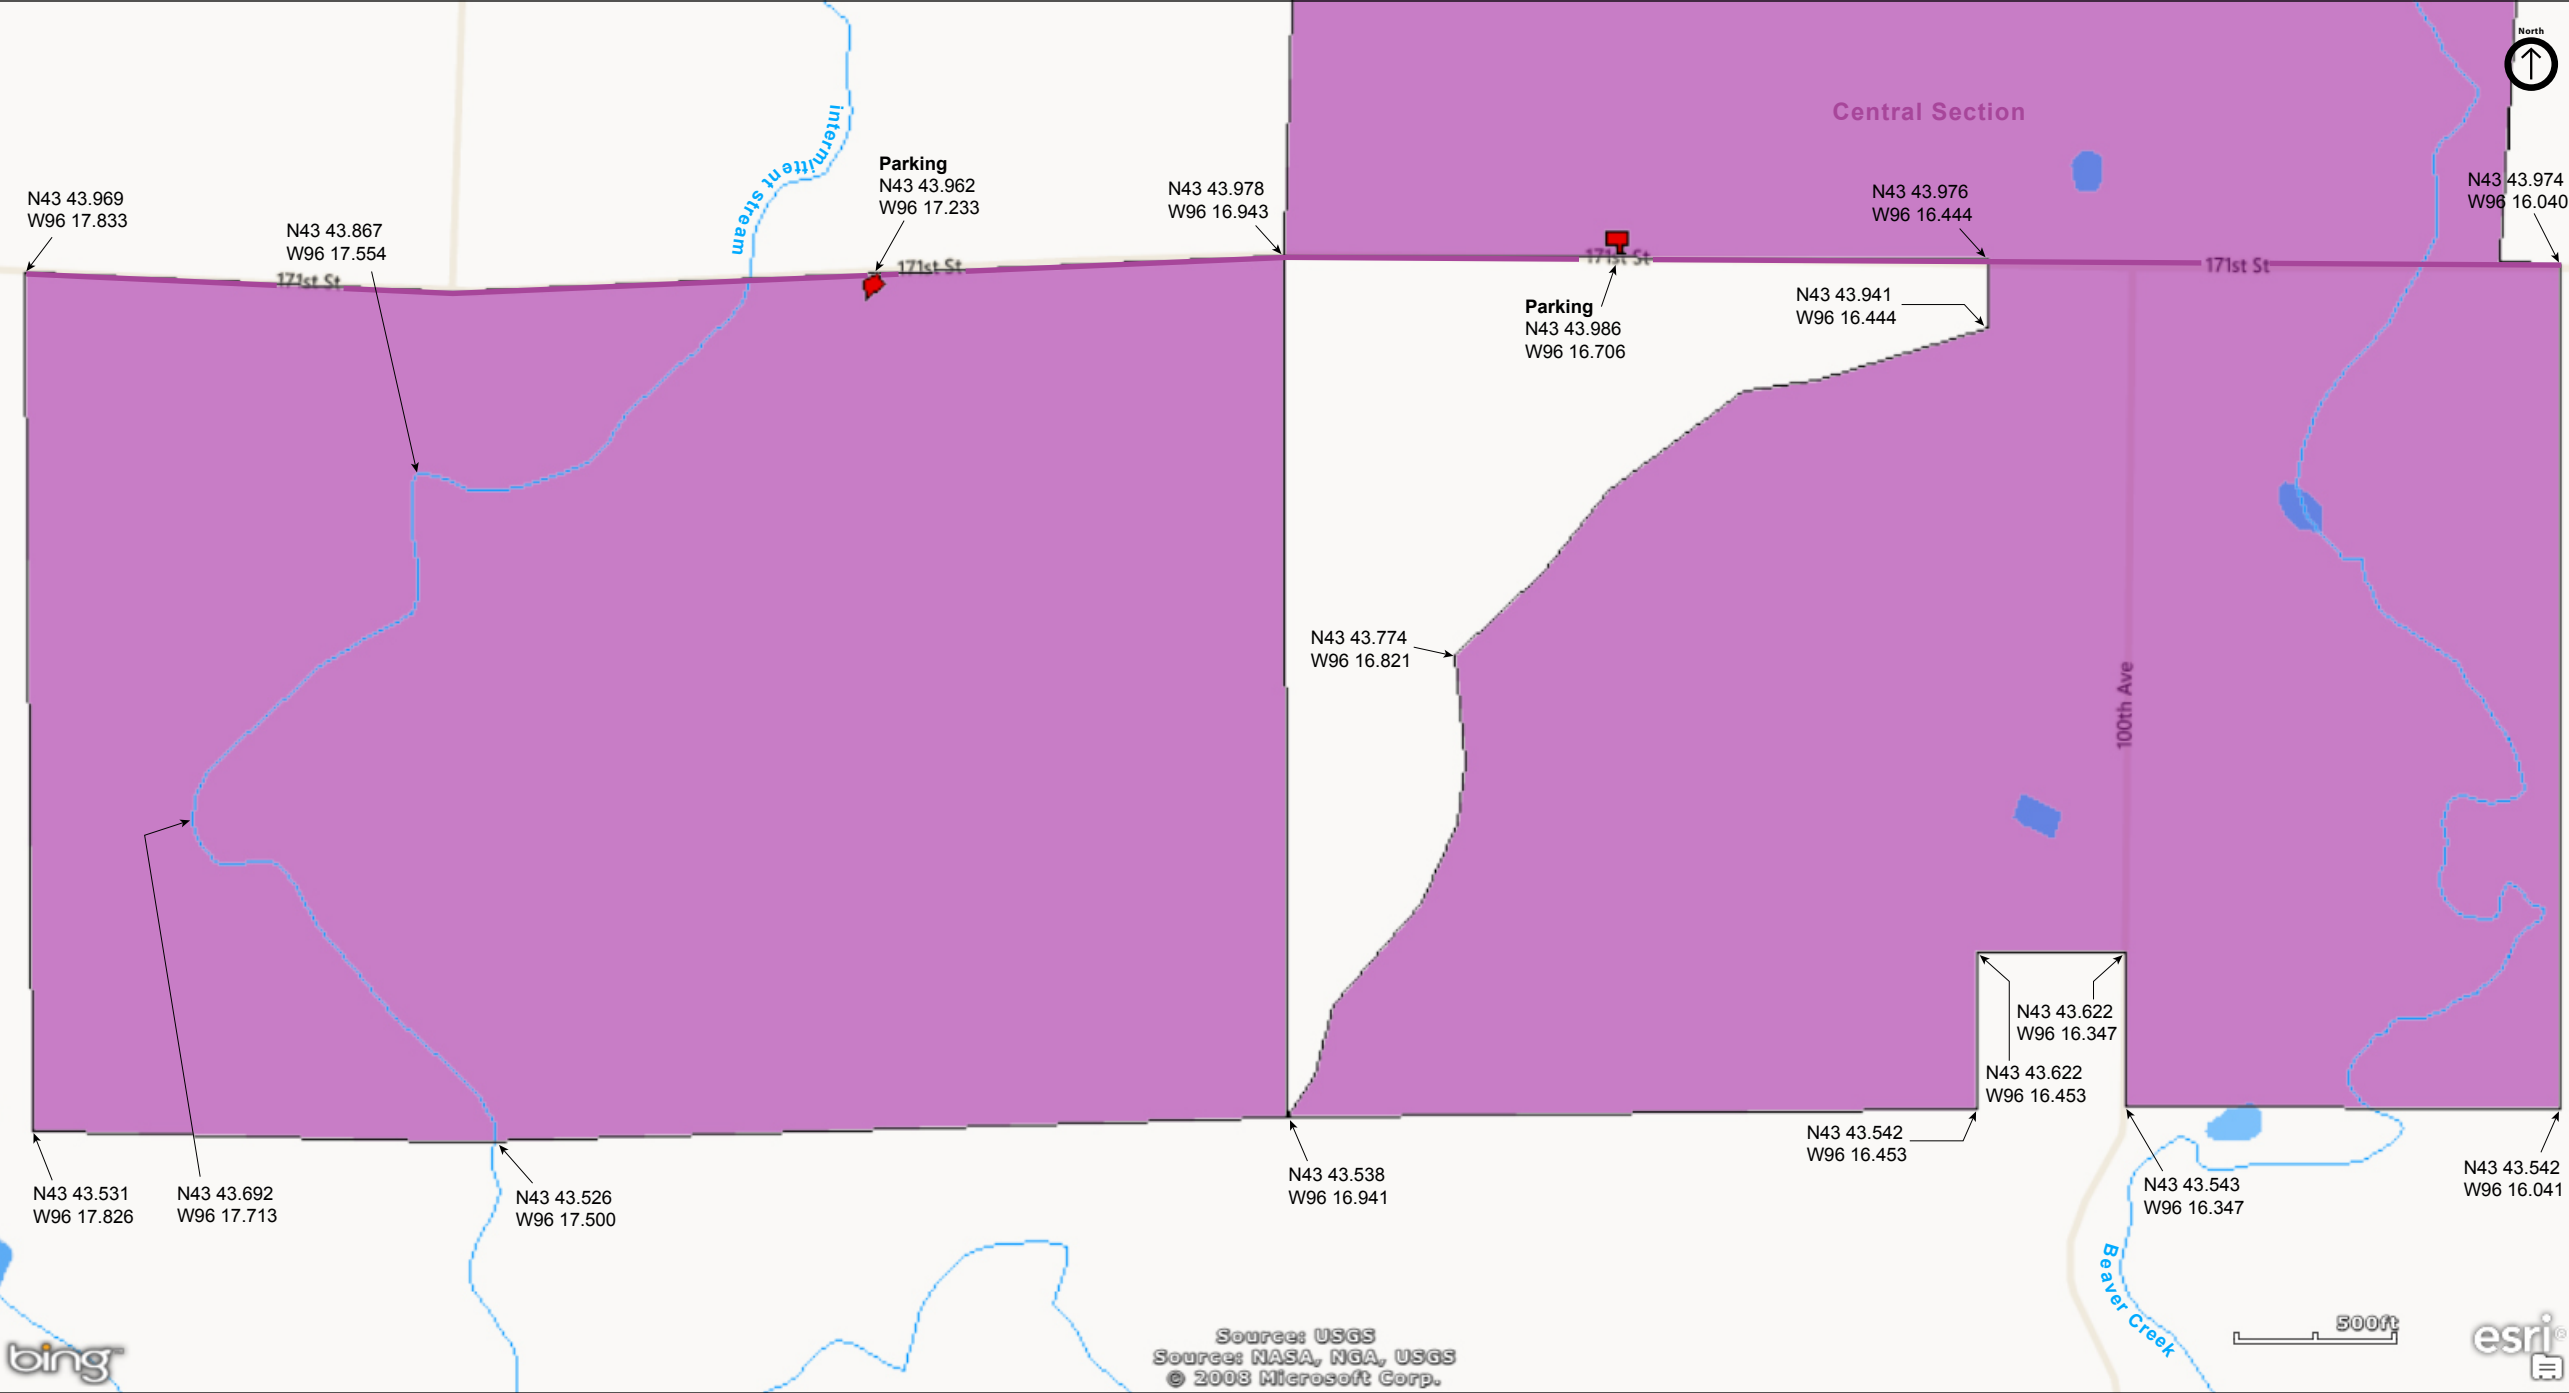 North
Central Section
intermittent stream
Parking
N43 43.962
W96 17.233
N43 43.969
W96 17.833
N43 43.867
W96 17.554
N43 43.978
W96 16.943
N43 43.976
W96 16.444
N43 43.974
W96 16.040
171st St
171st St
171st St
171st St
Parking
N43 43.986
W96 16.706
N43 43.941
W96 16.444
N43 43.774
W96 16.821
100th Ave
N43 43.622
W96 16.347
N43 43.622
W96 16.453
N43 43.542
W96 16.453
N43 43.531
W96 17.826
N43 43.692
W96 17.713
N43 43.526
W96 17.500
N43 43.538
W96 16.941
N43 43.543
W96 16.347
N43 43.542
W96 16.041
Beaver Creek
500ft
bing™
Source: USGS
Source: NASA, NGA, USGS
© 2008 Microsoft Corp.
esri®